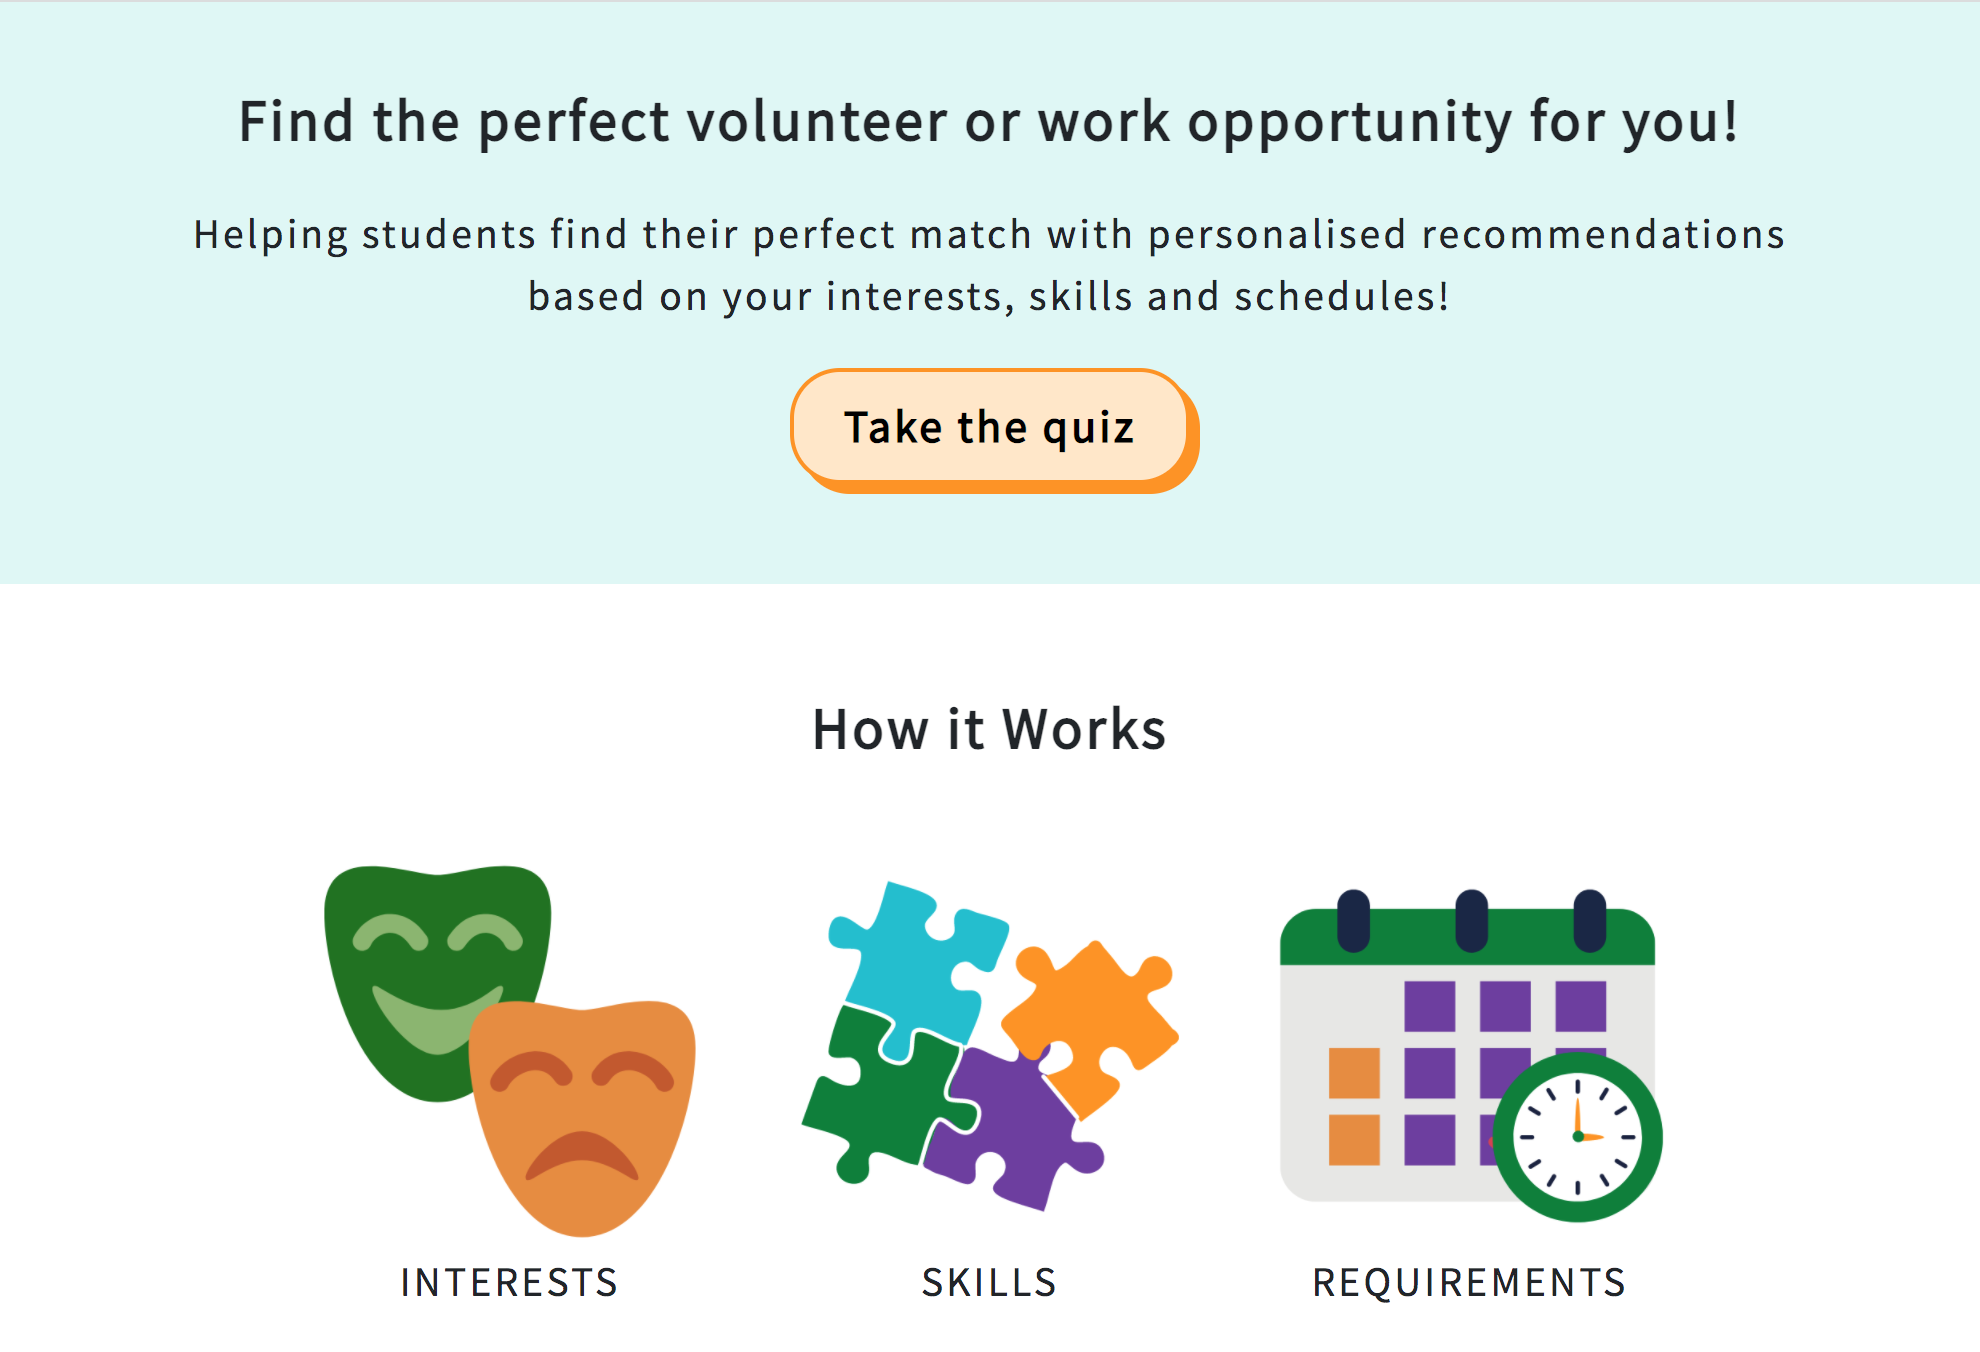 Find the perfect volunteer or work opportunity for you!
Helping students find their perfect match with personalised recommendations
based on your interests, skills and schedules!
Take the quiz
How it Works
INTERESTS
SKILLS
REQUIREMENTS